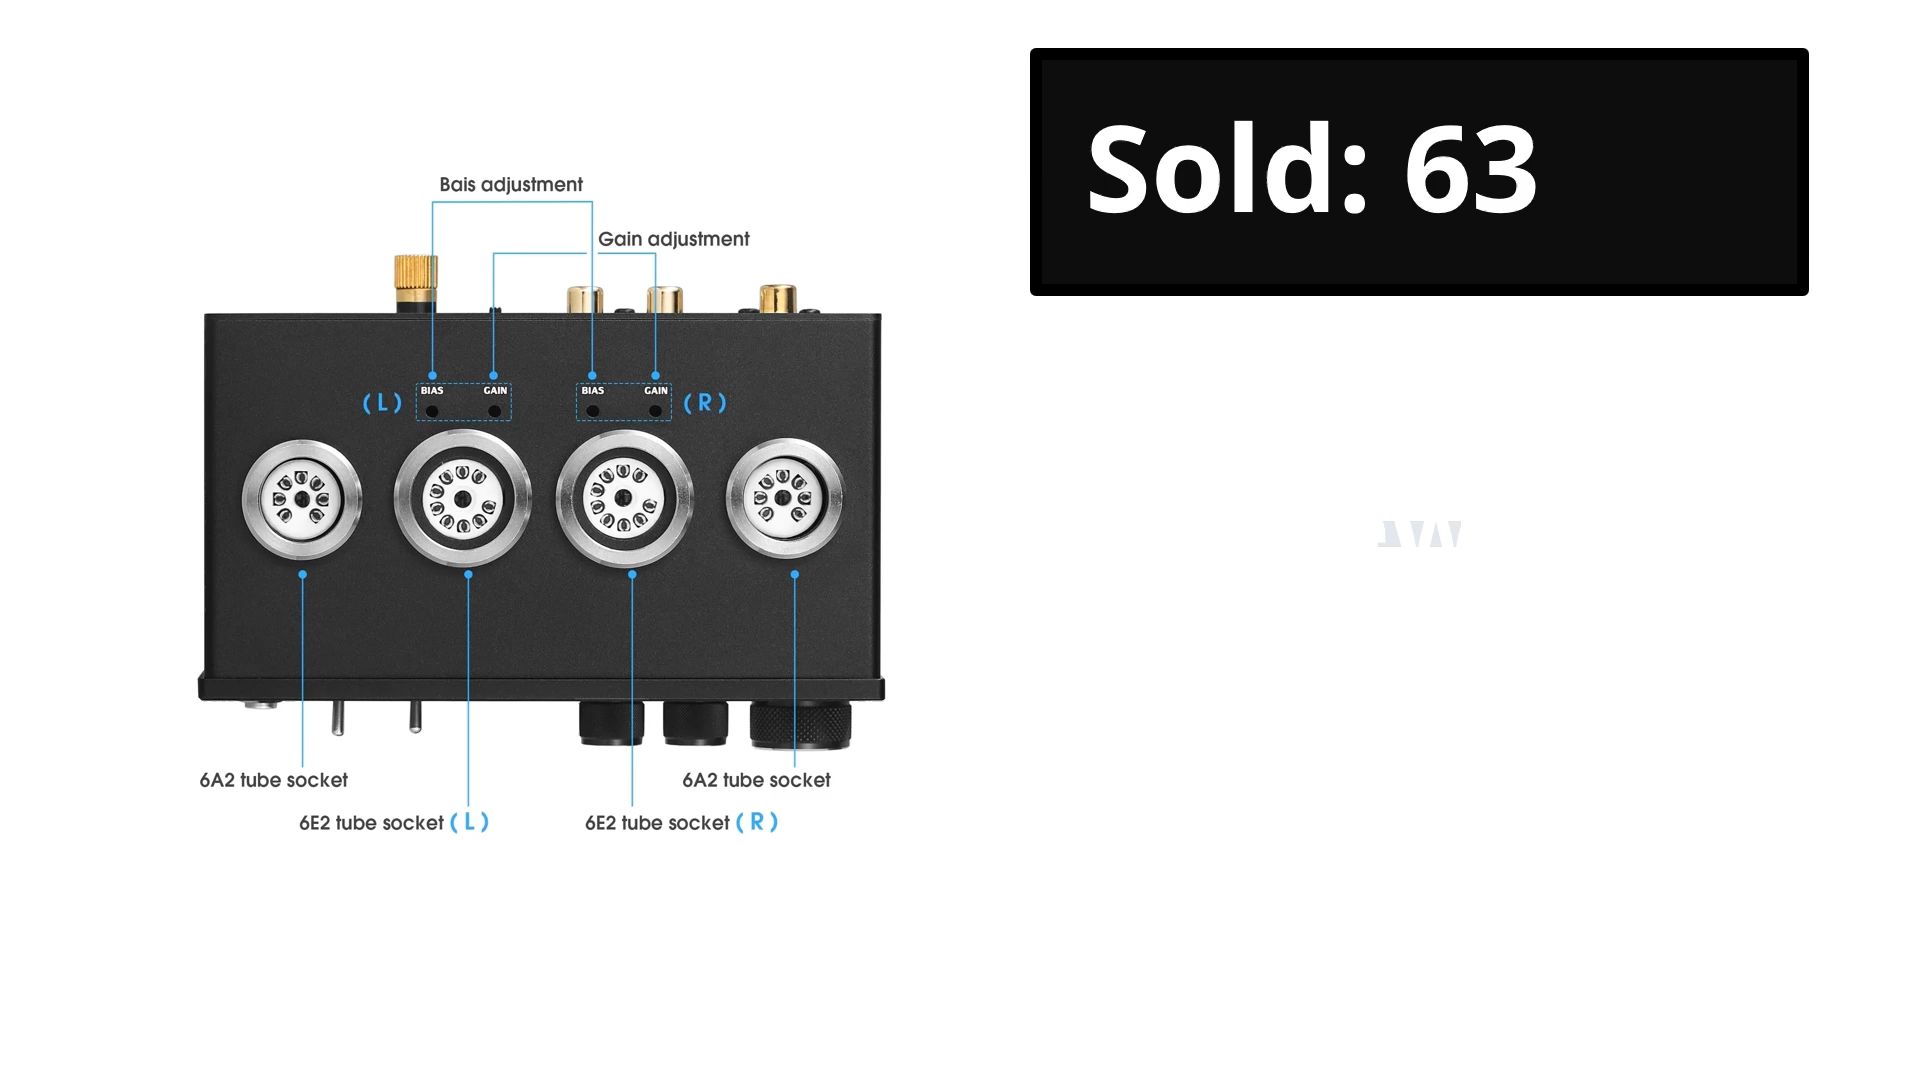 Sold: 63
Bais adjustment
Gain adjustment
BIAS GAIN BIAS GAIN
( L ) ( R )
6A2 tube socket 6A2 tube socket
6E2 tube socket ( L ) 6E2 tube socket ( R )